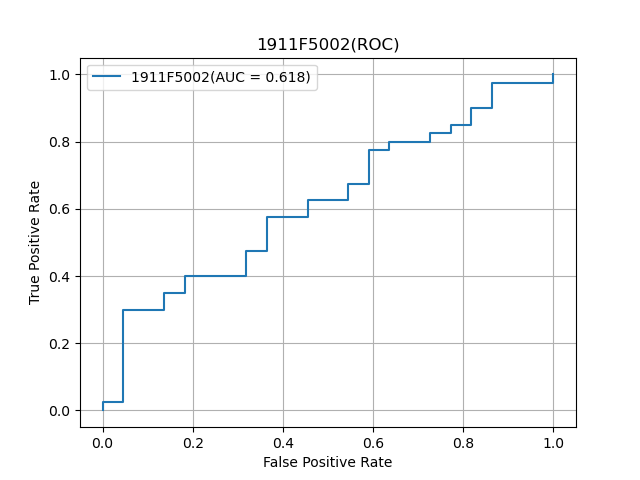 1911F5002(ROC)
1911F5002(AUC = 0.618)
True Positive Rate
1.0
0.8
0.6
0.4
0.2
0.0
0.0 0.2 0.4 0.6 0.8 1.0
False Positive Rate